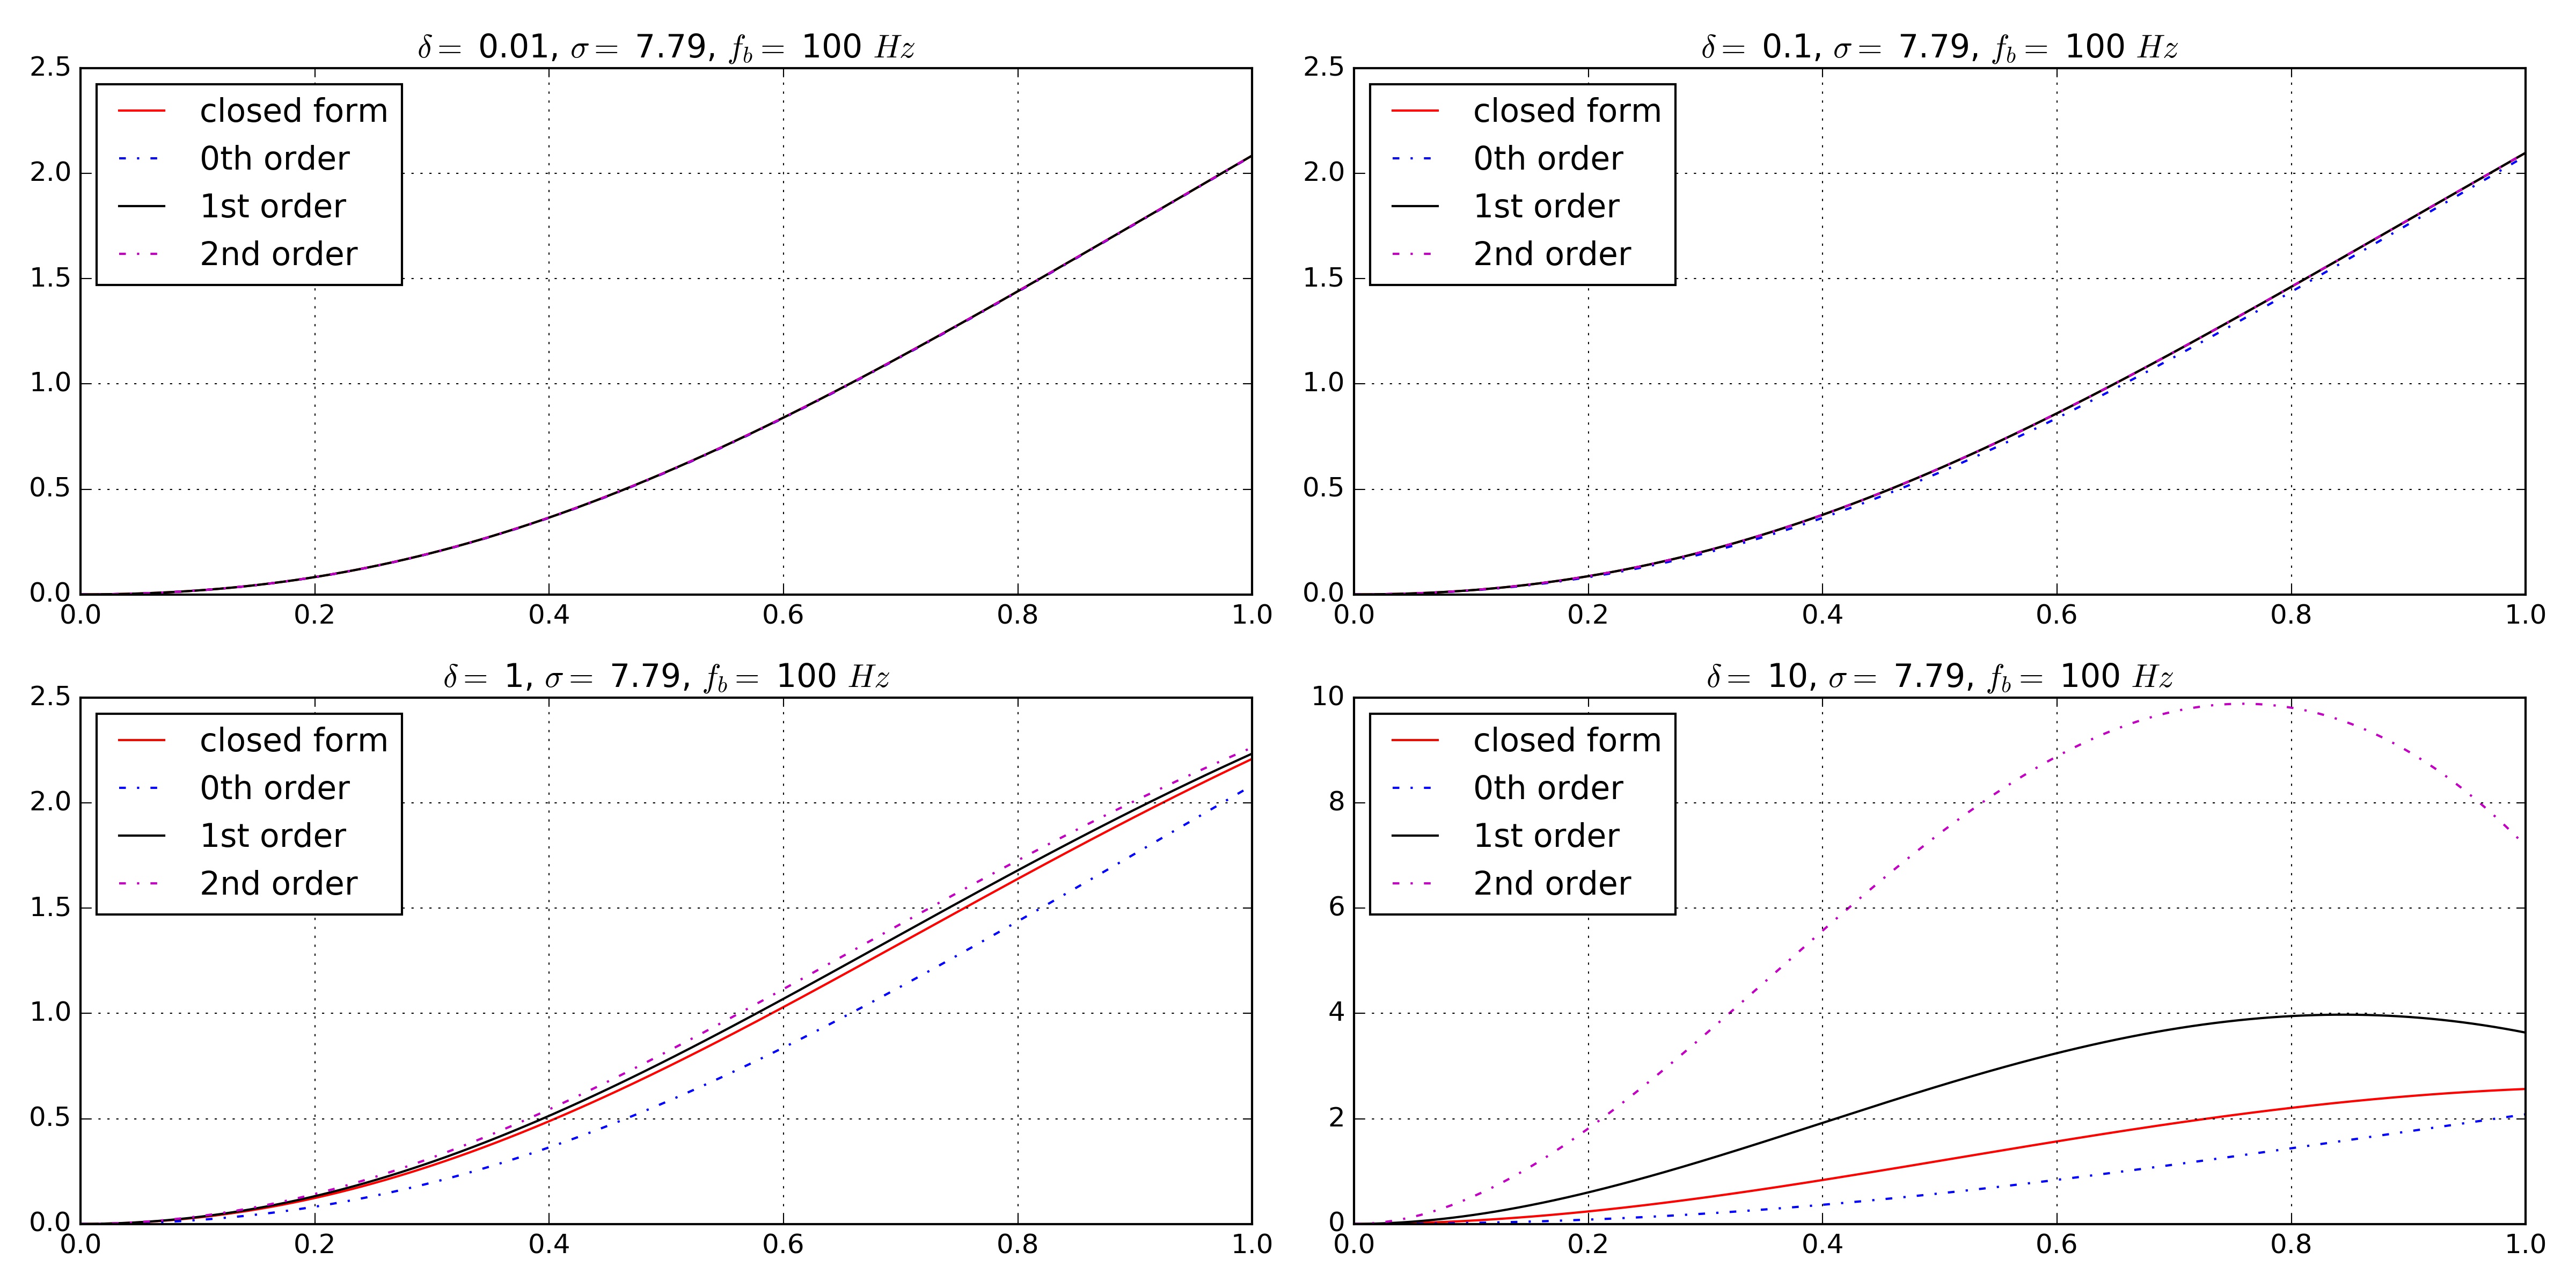 δ = 0.01, σ = 7.79, f_b = 100 Hz
2.5
2.0
1.5
1.0
0.5
0.0
closed form
0th order
1st order
2nd order
0.0 0.2 0.4 0.6 0.8 1.0
δ = 0.1, σ = 7.79, f_b = 100 Hz
2.5
2.0
1.5
1.0
0.5
0.0
closed form
0th order
1st order
2nd order
0.0 0.2 0.4 0.6 0.8 1.0
δ = 1, σ = 7.79, f_b = 100 Hz
2.5
2.0
1.5
1.0
0.5
0.0
closed form
0th order
1st order
2nd order
0.0 0.2 0.4 0.6 0.8 1.0
δ = 10, σ = 7.79, f_b = 100 Hz
10
8
6
4
2
0
closed form
0th order
1st order
2nd order
0.0 0.2 0.4 0.6 0.8 1.0